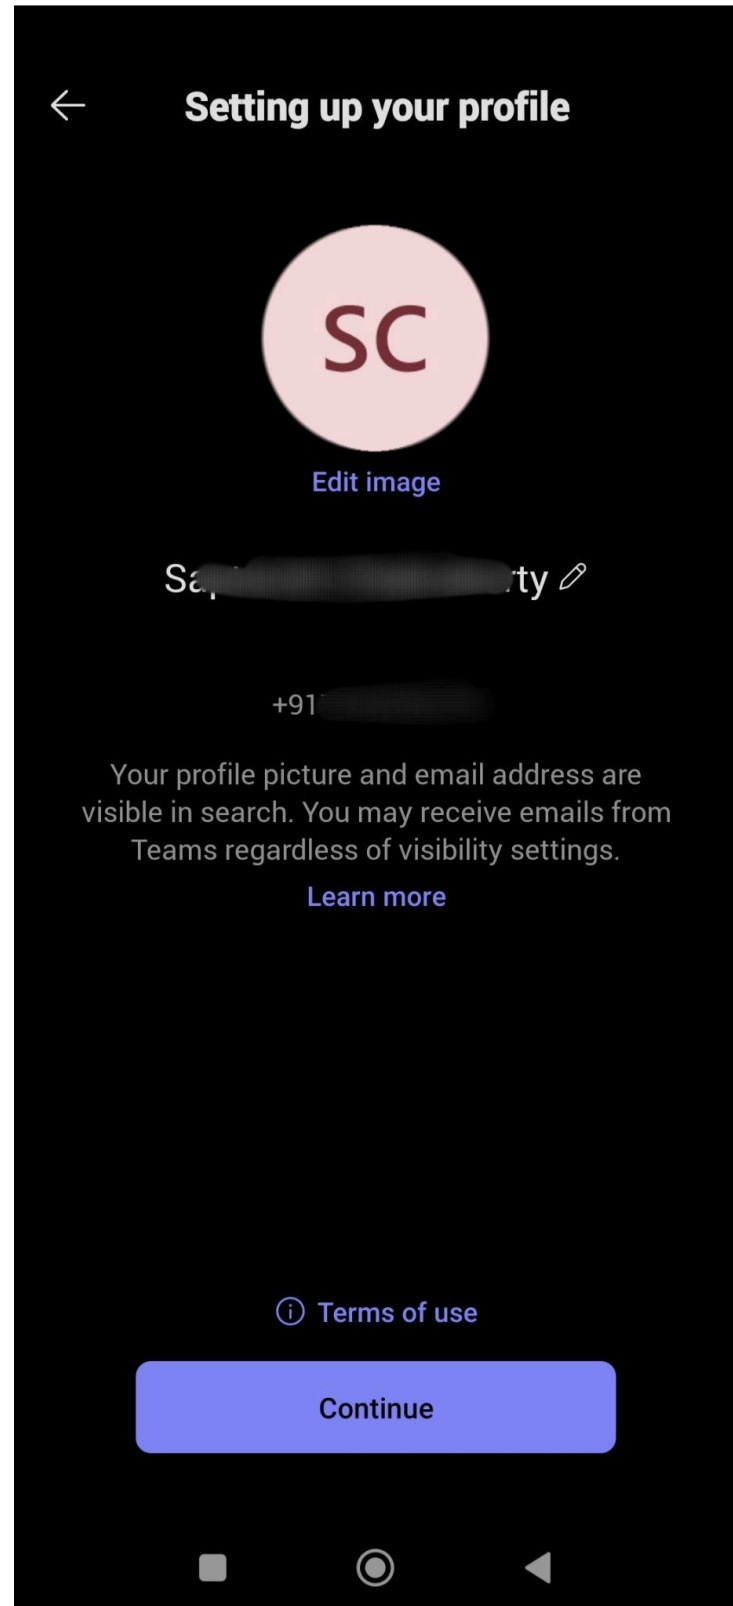 Setting up your profile
SC
Edit image
+91
Your profile picture and email address are
visible in search. You may receive emails from
Teams regardless of visibility settings.
Learn more
Terms of use
Continue